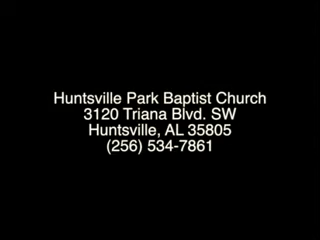 Huntsville Park Baptist Church
3120 Triana Blvd. SW
Huntsville, AL 35805
(256) 534-7861